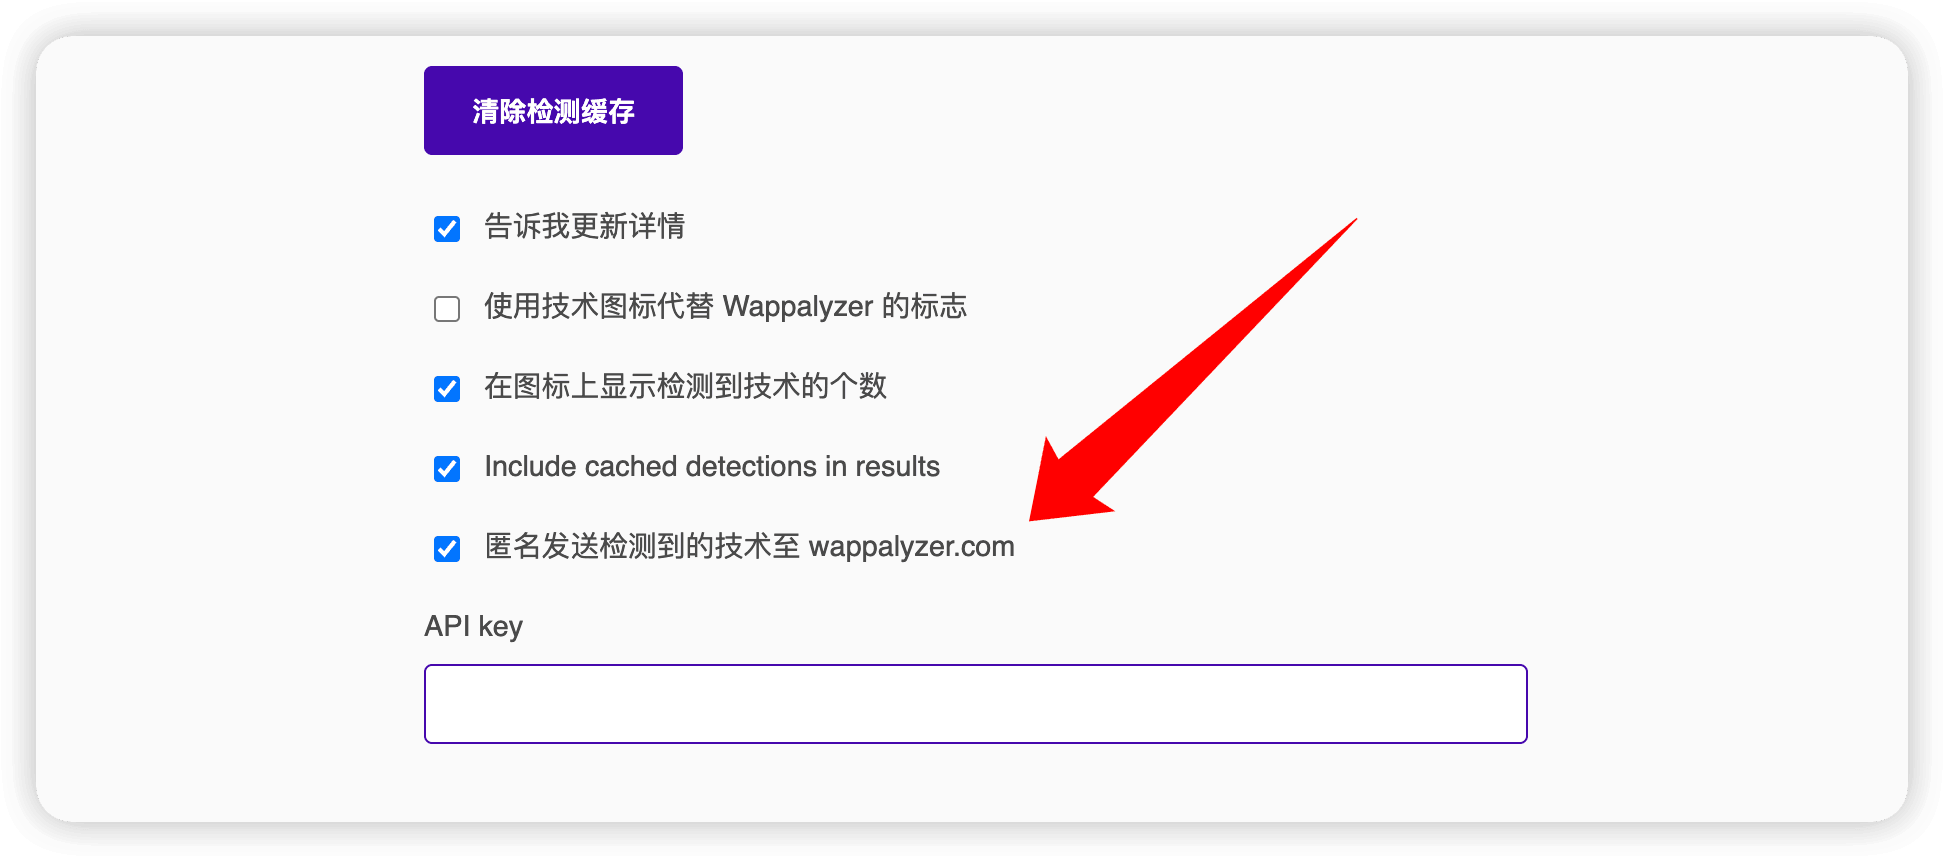 清除检测缓存
告诉我更新详情
使用技术图标代替 Wappalyzer 的标志
在图标上显示检测到技术的个数
Include cached detections in results
匿名发送检测到的技术至 wappalyzer.com
API key